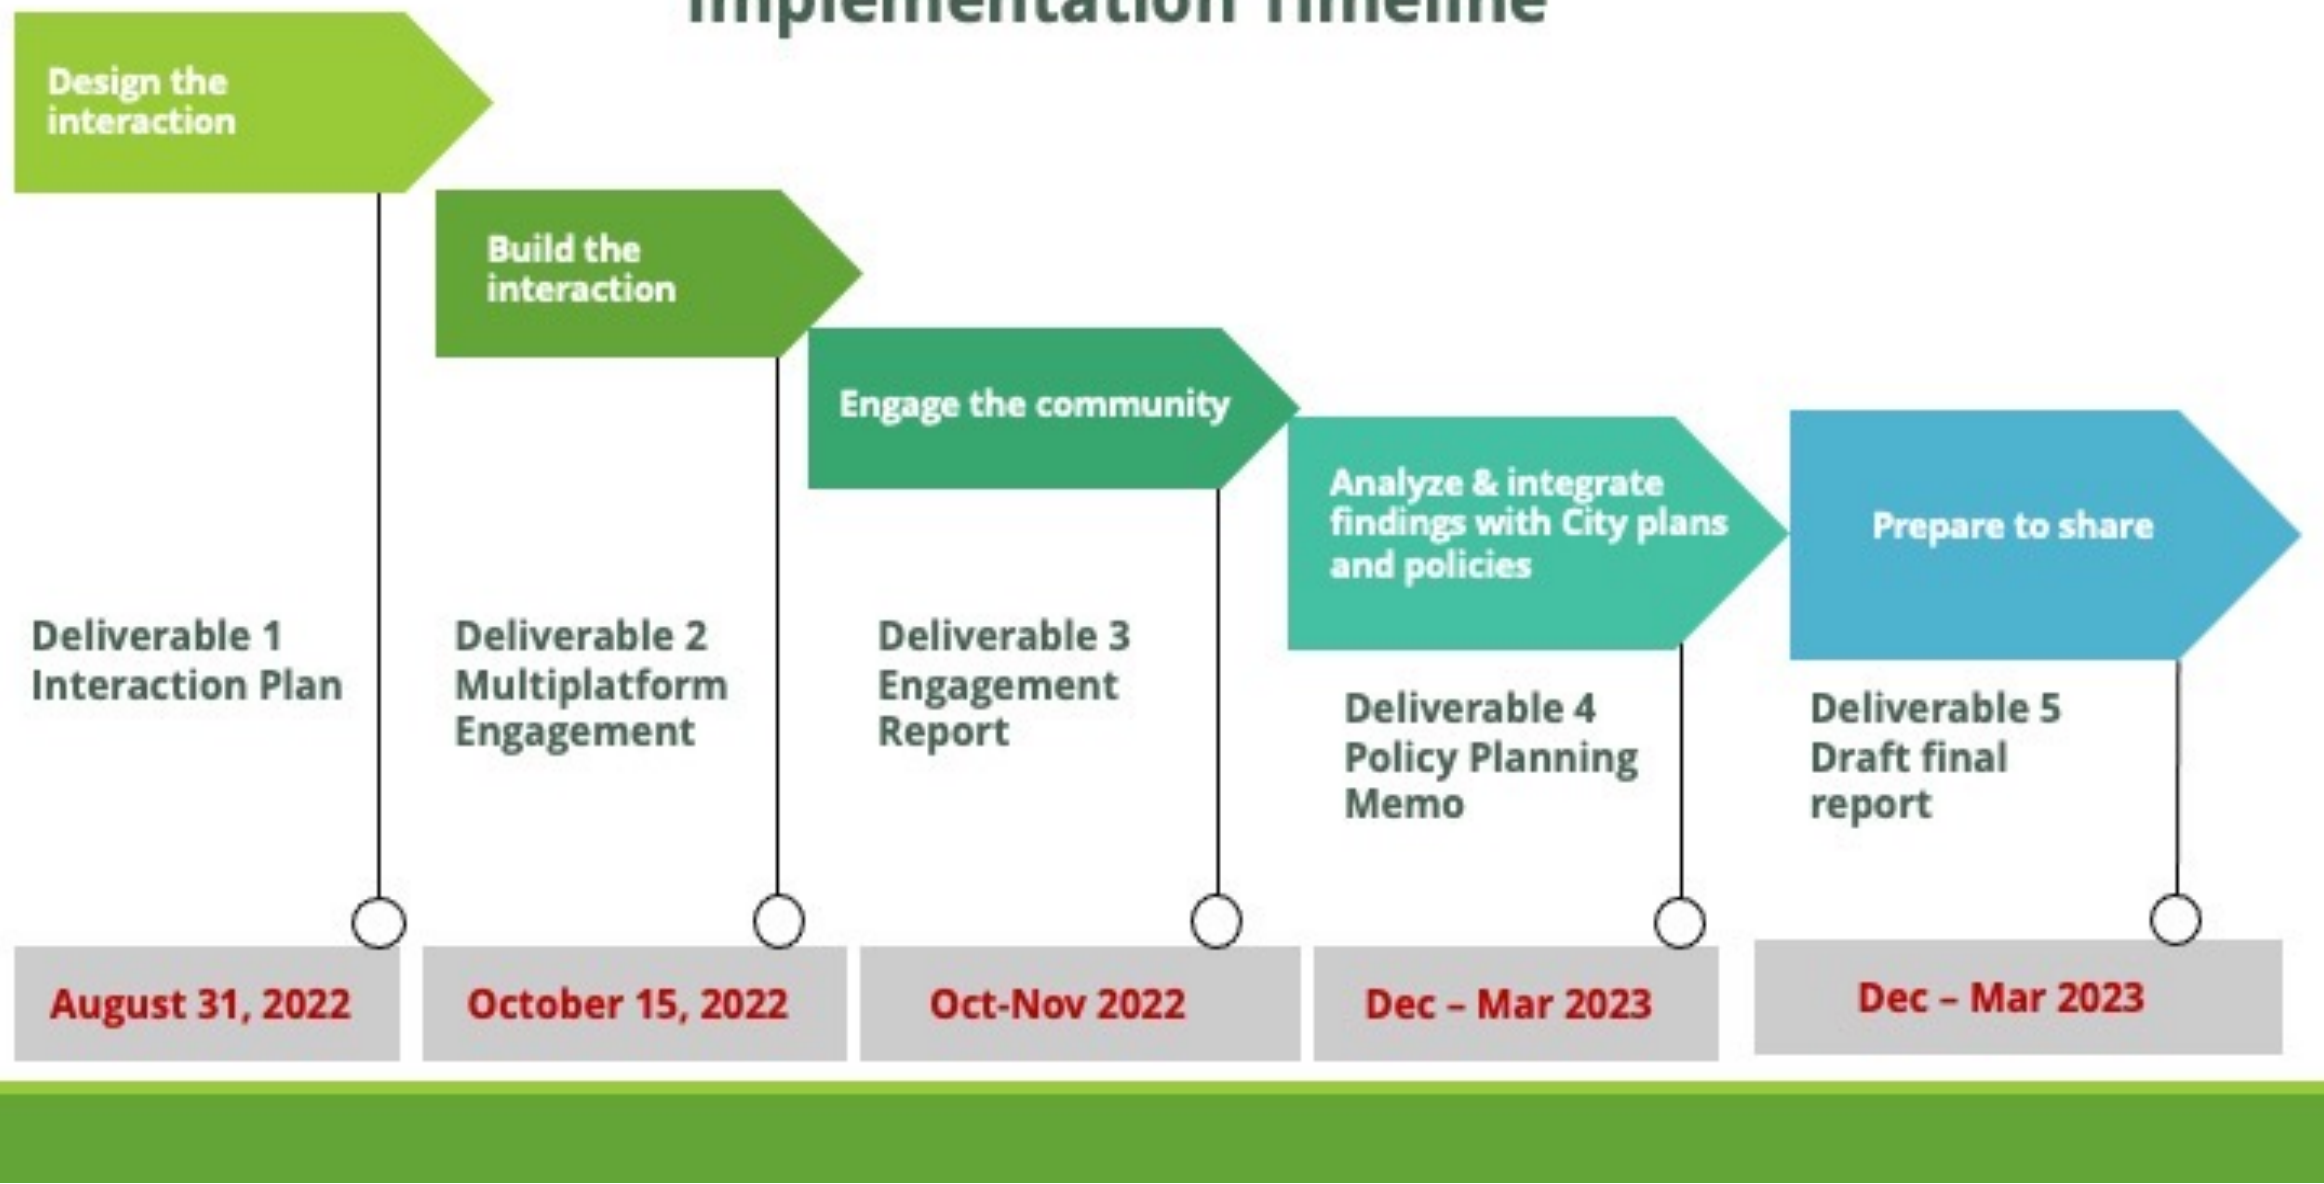 Implementation Timeline
Design the
interaction
Build the
interaction
Engage the community
Analyze & integrate
findings with City plans
and policies
Prepare to share
Deliverable 1
Interaction Plan
Deliverable 2
Multiplatform
Engagement
Deliverable 3
Engagement
Report
Deliverable 4
Policy Planning
Memo
Deliverable 5
Draft final
report
August 31, 2022
October 15, 2022
Oct-Nov 2022
Dec – Mar 2023
Dec – Mar 2023